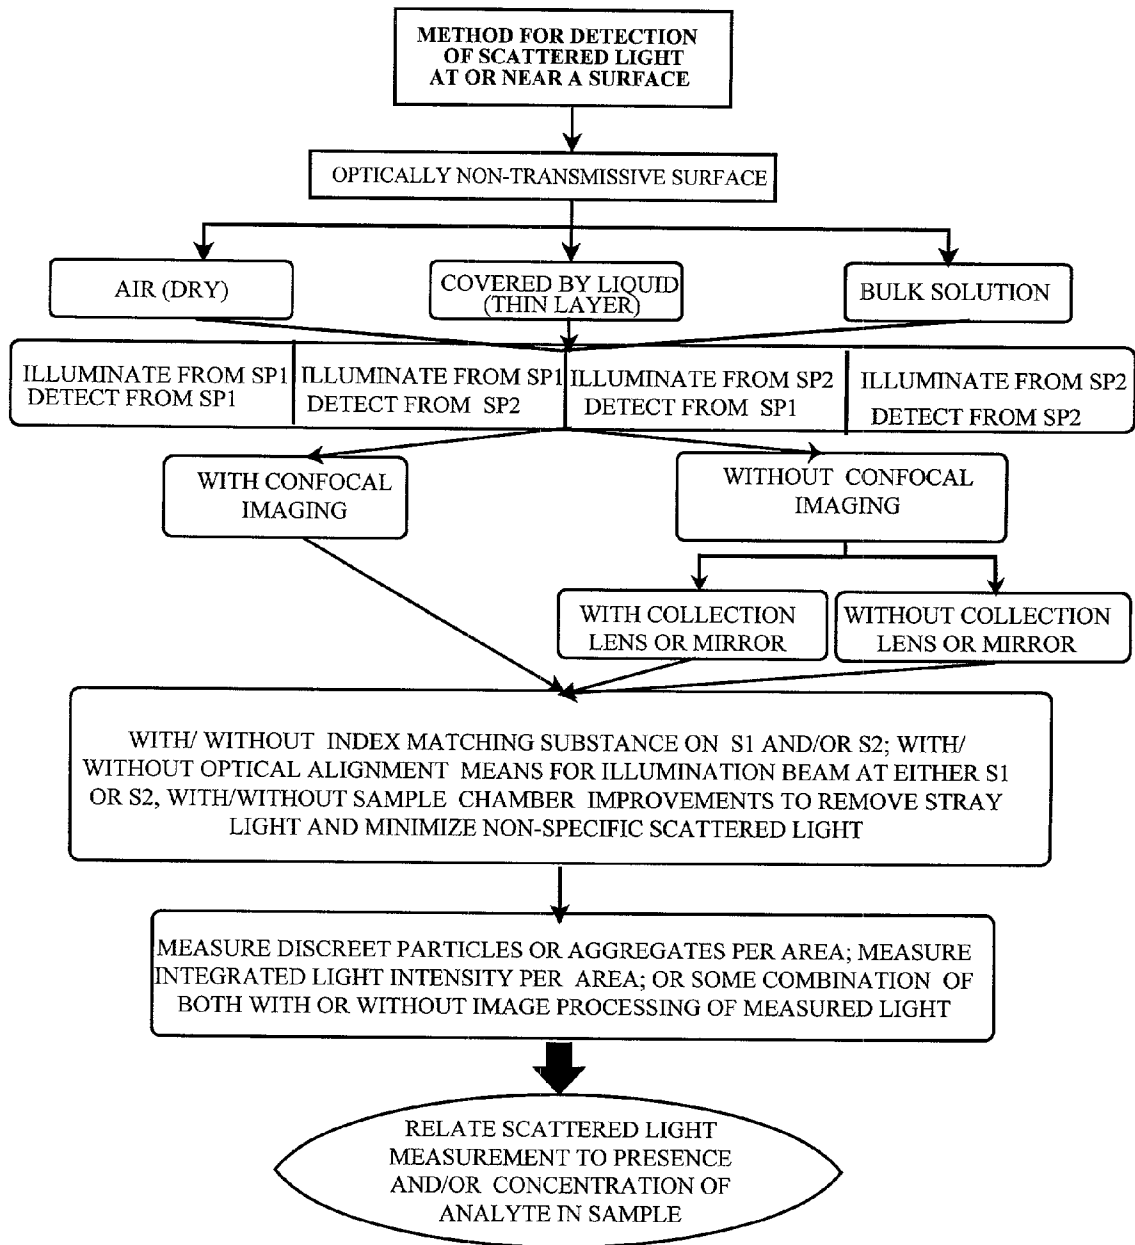 METHOD FOR DETECTION
OF SCATTERED LIGHT
AT OR NEAR A SURFACE
OPTICALLY NON-TRANSMISSIVE SURFACE
AIR (DRY)
COVERED BY LIQUID
(THIN LAYER)
BULK SOLUTION
ILLUMINATE FROM SP1
DETECT FROM SP1
ILLUMINATE FROM SP1
DETECT FROM SP2
ILLUMINATE FROM SP2
DETECT FROM SP1
ILLUMINATE FROM SP2
DETECT FROM SP2
WITH CONFOCAL
IMAGING
WITHOUT CONFOCAL
IMAGING
WITH COLLECTION
LENS OR MIRROR
WITHOUT COLLECTION
LENS OR MIRROR
WITH/ WITHOUT INDEX MATCHING SUBSTANCE ON S1 AND/OR S2; WITH/
WITHOUT OPTICAL ALIGNMENT MEANS FOR ILLUMINATION BEAM AT EITHER S1
OR S2, WITH/WITHOUT SAMPLE CHAMBER IMPROVEMENTS TO REMOVE STRAY
LIGHT AND MINIMIZE NON-SPECIFIC SCATTERED LIGHT
MEASURE DISCREET PARTICLES OR AGGREGATES PER AREA; MEASURE
INTEGRATED LIGHT INTENSITY PER AREA; OR SOME COMBINATION OF
BOTH WITH OR WITHOUT IMAGE PROCESSING OF MEASURED LIGHT
RELATE SCATTERED LIGHT
MEASUREMENT TO PRESENCE
AND/OR CONCENTRATION OF
ANALYTE IN SAMPLE